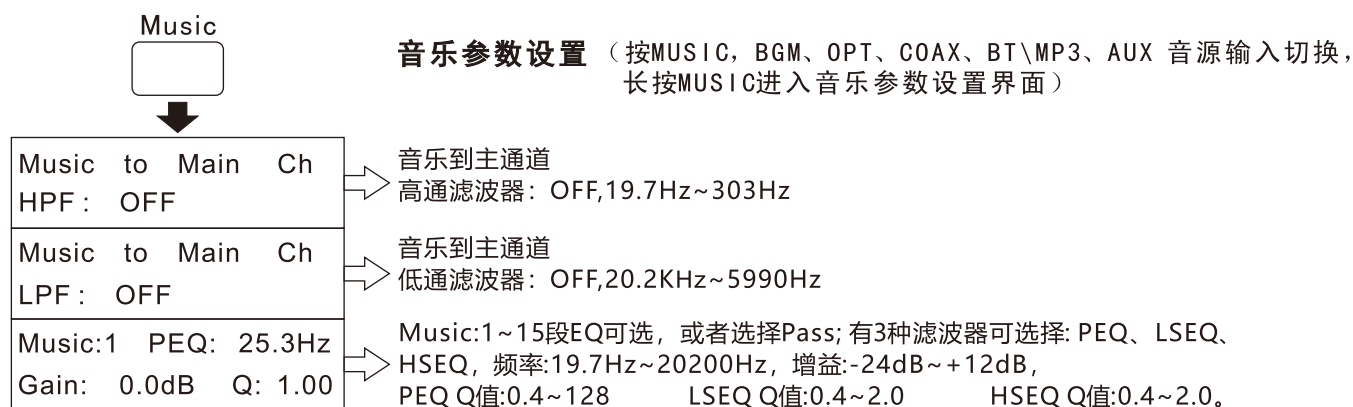 Music
音乐参数设置（按MUSIC，BGM、OPT、COAX、BT\MP3、AUX 音源输入切换，
长按MUSIC进入音乐参数设置界面）
Music to Main Ch
HPF： OFF
音乐到主通道
高通滤波器：OFF,19.7Hz~303Hz
Music to Main Ch
LPF： OFF
音乐到主通道
低通滤波器：OFF,20.2KHz~5990Hz
Music:1 PEQ: 25.3Hz
Gain: 0.0dB Q: 1.00
Music:1~15段EQ可选，或者选择Pass; 有3种滤波器可选择: PEQ、LSEQ、
HSEQ，频率:19.7Hz~20200Hz，增益:-24dB~+12dB，
PEQ Q值:0.4~128 LSEQ Q值:0.4~2.0 HSEQ Q值:0.4~2.0。